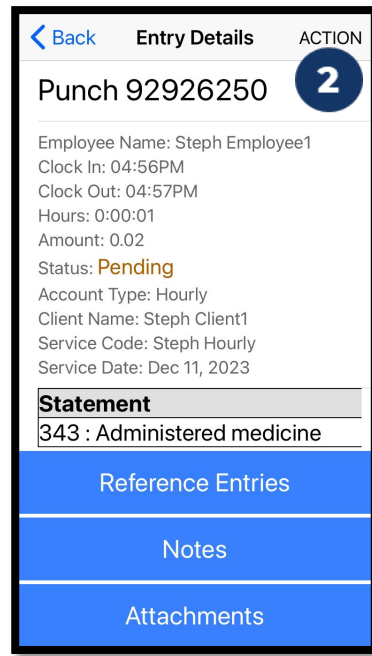 Back Entry Details ACTION
Punch 92926250 2
Employee Name: Steph Employee1
Clock In: 04:56PM
Clock Out: 04:57PM
Hours: 0:00:01
Amount: 0.02
Status: Pending
Account Type: Hourly
Client Name: Steph Client1
Service Code: Steph Hourly
Service Date: Dec 11, 2023
Statement
343 : Administered medicine
Reference Entries
Notes
Attachments